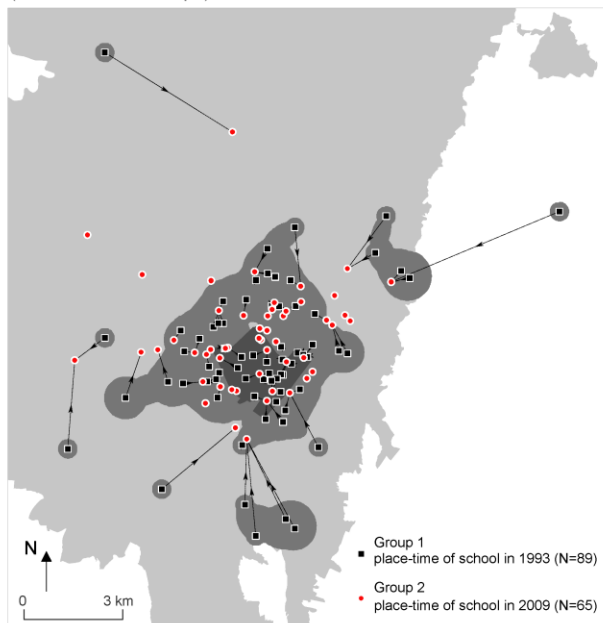 N
0 3 km
Group 1
place-time of school in 1993 (N=89)
Group 2
place-time of school in 2009 (N=65)